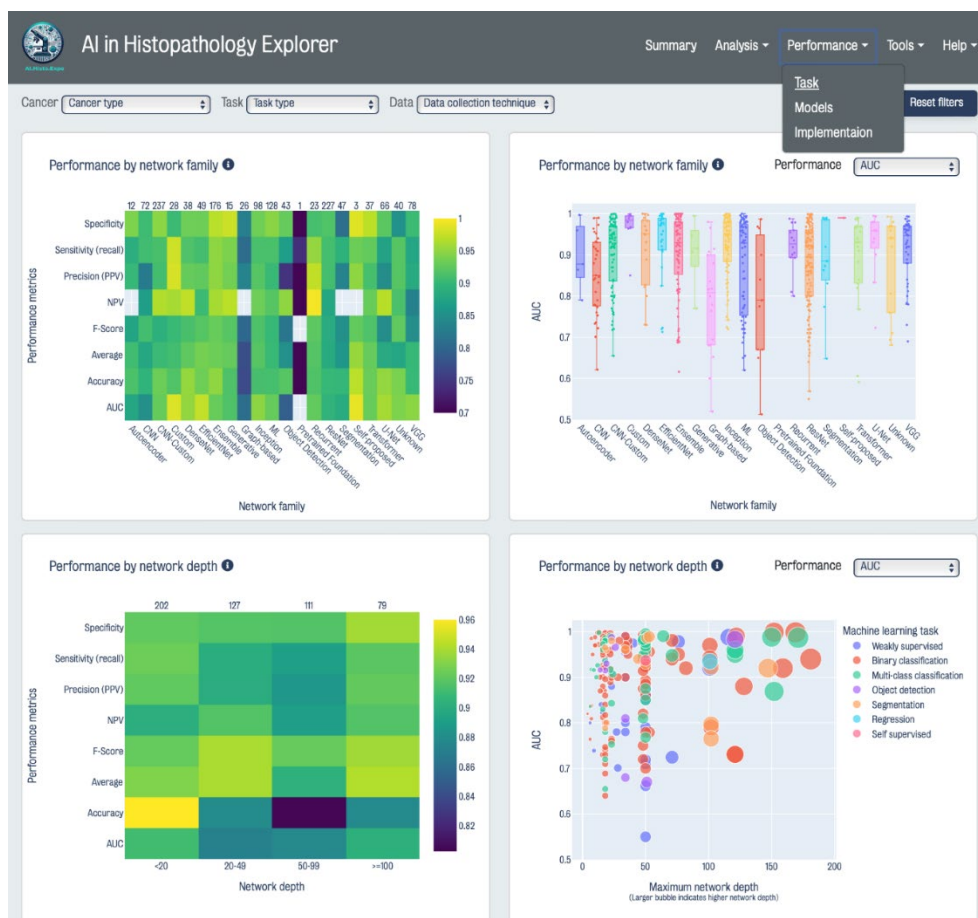 AI in Histopathology Explorer
Summary Analysis Performance Tools Help
AI.Histo.Expo
Task
Models
Implementaion
Cancer Cancer type Task Task type Data Data collection technique Reset filters
Performance by network family
12 72 237 28 38 49 176 15 26 98 128 43 1 23 227 47 3 37 66 40 78
Performance metrics
Specificity
Sensitivity (recall)
Precision (PPV)
NPV
F-Score
Average
Accuracy
AUC
1
0.95
0.9
0.85
0.8
0.75
0.7
Autoencoder
CNN
CNN-Custom
Custom
DenseNet
EfficientNet
Ensemble
Generative
Graph-based
Inception
ML
Object Detection
Pretrained Foundation
Recurrent
ResNet
Segmentation
Self-proposed
Transformer
U-Net
Unknown
VGG
Network family
Performance by network family Performance AUC
AUC
1
0.9
0.8
0.7
0.6
0.5
Autoencoder
CNN
CNN-Custom
Custom
DenseNet
EfficientNet
Ensemble
Generative
Graph-based
Inception
ML
Object Detection
Pretrained Foundation
Recurrent
ResNet
Segmentation
Self-proposed
Transformer
U-Net
Unknown
VGG
Network family
Performance by network depth
202 127 111 79
Performance metrics
Specificity
Sensitivity (recall)
Precision (PPV)
NPV
F-Score
Average
Accuracy
AUC
<20 20-49 50-99 >=100
Network depth
0.96
0.94
0.92
0.9
0.88
0.86
0.84
0.82
Performance by network depth Performance AUC
AUC
1
0.9
0.8
0.7
0.6
0.5
0 50 100 150 200
Maximum network depth
(Larger bubble indicates higher network depth)
Machine learning task
Weakly supervised
Binary classification
Multi-class classification
Object detection
Segmentation
Regression
Self supervised